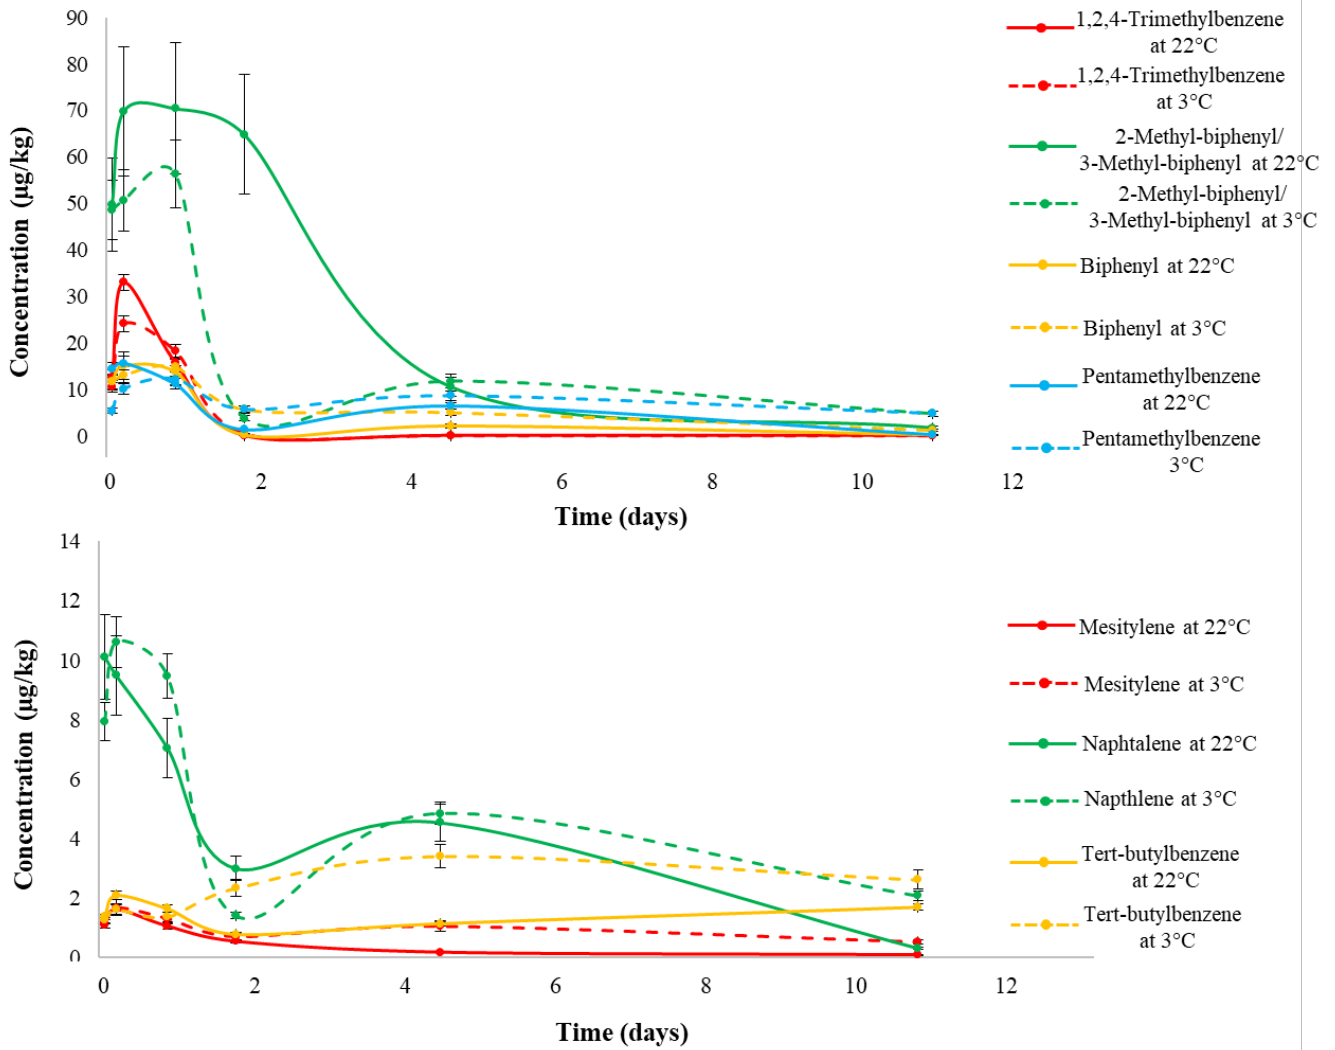 90
80
70
60
50
40
30
20
10
0
Concentration (µg/kg)
0 2 4 6 8 10 12
Time (days)
1,2,4-Trimethylbenzene
at 22°C
1,2,4-Trimethylbenzene
at 3°C
2-Methyl-biphenyl/
3-Methyl-biphenyl at 22°C
2-Methyl-biphenyl/
3-Methyl-biphenyl at 3°C
Biphenyl at 22°C
Biphenyl at 3°C
Pentamethylbenzene
at 22°C
Pentamethylbenzene
3°C
14
12
10
8
6
4
2
0
Concentration (µg/kg)
0 2 4 6 8 10 12
Time (days)
Mesitylene at 22°C
Mesitylene at 3°C
Naphtalene at 22°C
Napthlene at 3°C
Tert-butylbenzene
at 22°C
Tert-butylbenzene
at 3°C